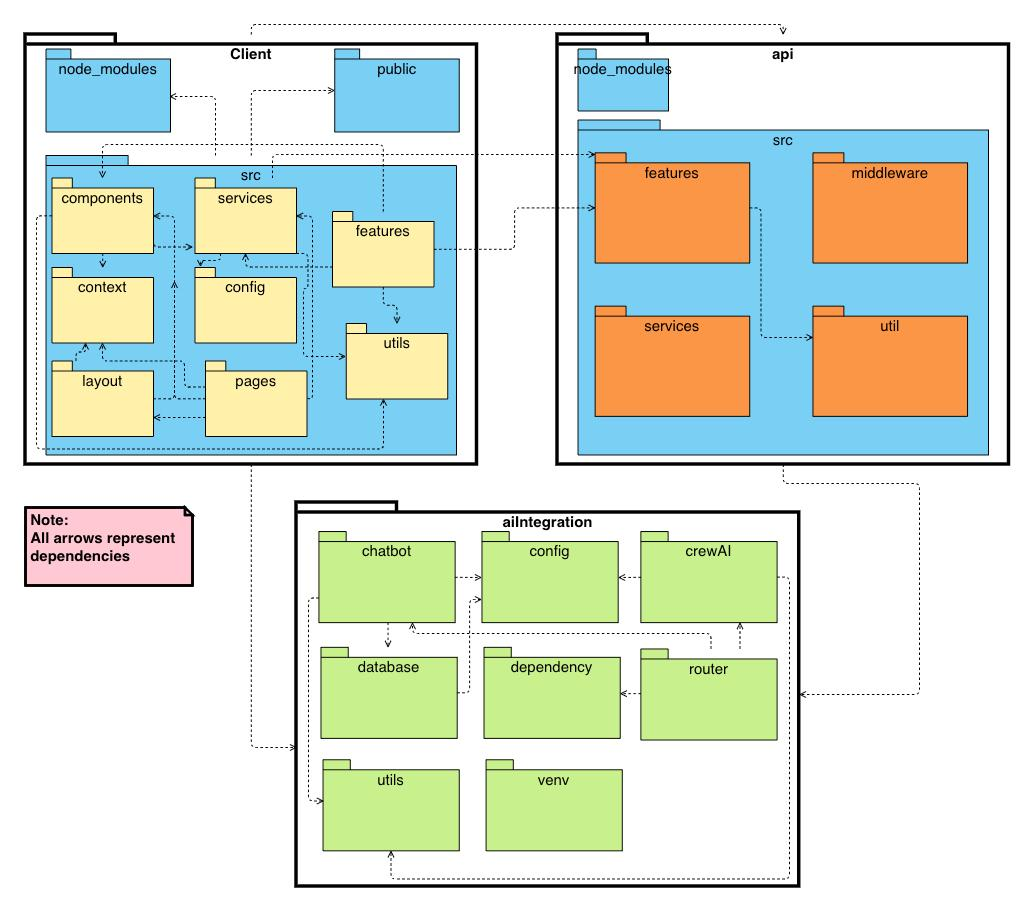 Client
node_modules
public
src
components
services
features
context
config
utils
layout
pages
api
node_modules
src
features
middleware
services
util
Note:
All arrows represent
dependencies
aiIntegration
chatbot
config
crewAI
database
dependency
router
utils
venv